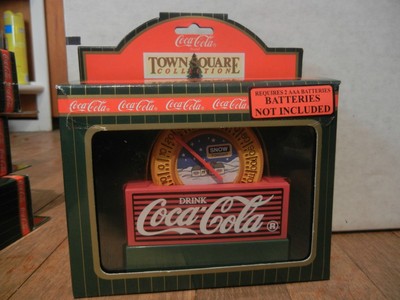 Coca-Cola
TOWN SQUARE
COLLECTION
Coca-Cola Coca-Cola Coca-Cola Coca-Cola
REQUIRES 2 AAA BATTERIES
BATTERIES
NOT INCLUDED
SNOW
DRINK
Coca-Cola ®